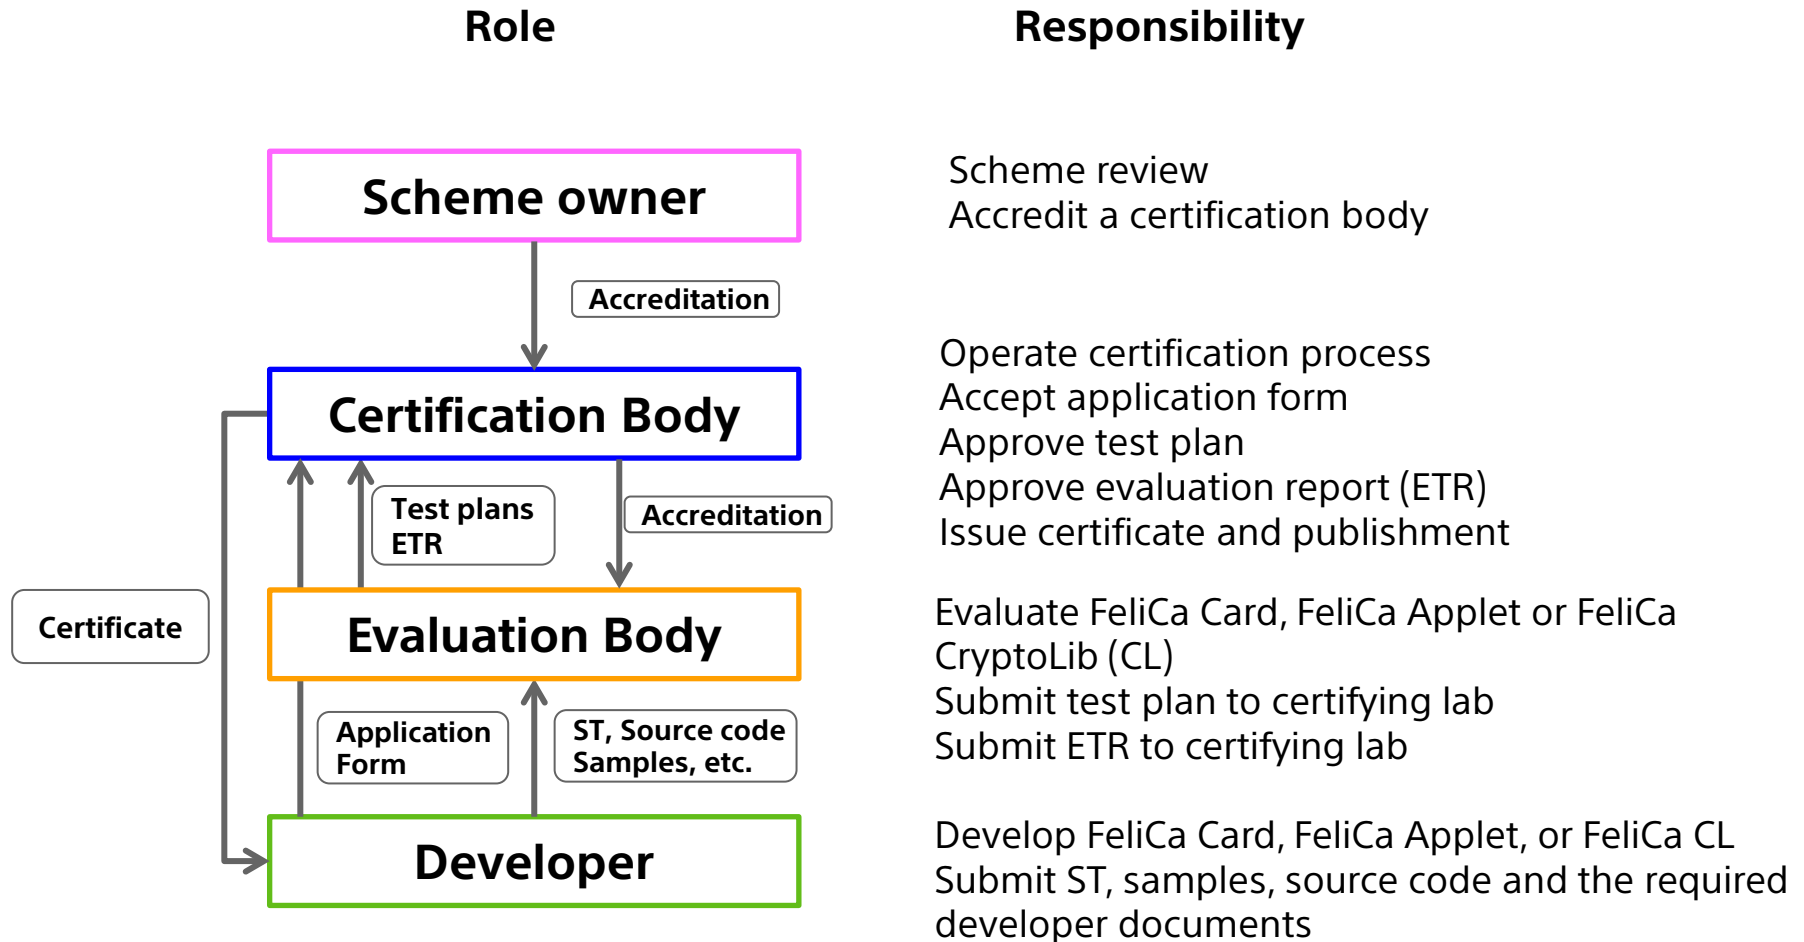 Role
Responsibility
Scheme owner
Scheme review
Accredit a certification body
Accreditation
Certification Body
Operate certification process
Accept application form
Approve test plan
Approve evaluation report (ETR)
Issue certificate and publishment
Test plans
ETR
Accreditation
Certificate
Evaluation Body
Evaluate FeliCa Card, FeliCa Applet or FeliCa
CryptoLib (CL)
Submit test plan to certifying lab
Submit ETR to certifying lab
Application
Form
ST, Source code
Samples, etc.
Developer
Develop FeliCa Card, FeliCa Applet, or FeliCa CL
Submit ST, samples, source code and the required
developer documents